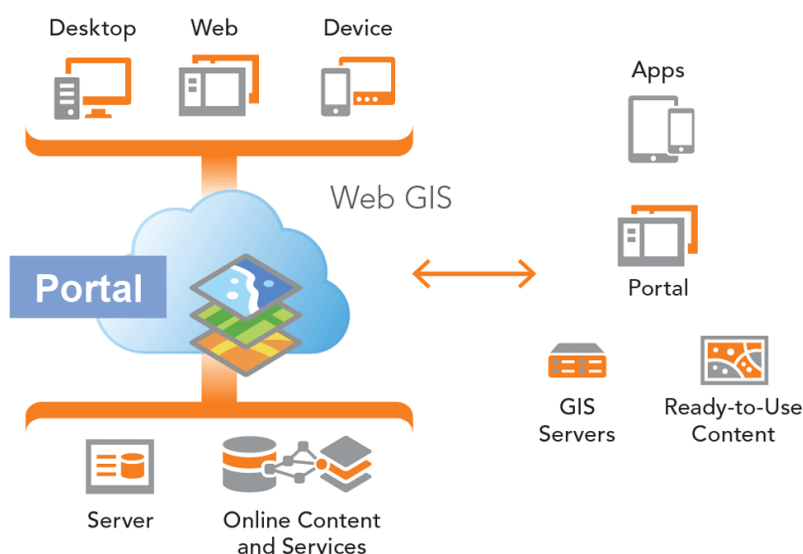 Desktop
Web
Device
Apps
Web GIS
Portal
Portal
GIS
Servers
Ready-to-Use
Content
Server
Online Content
and Services